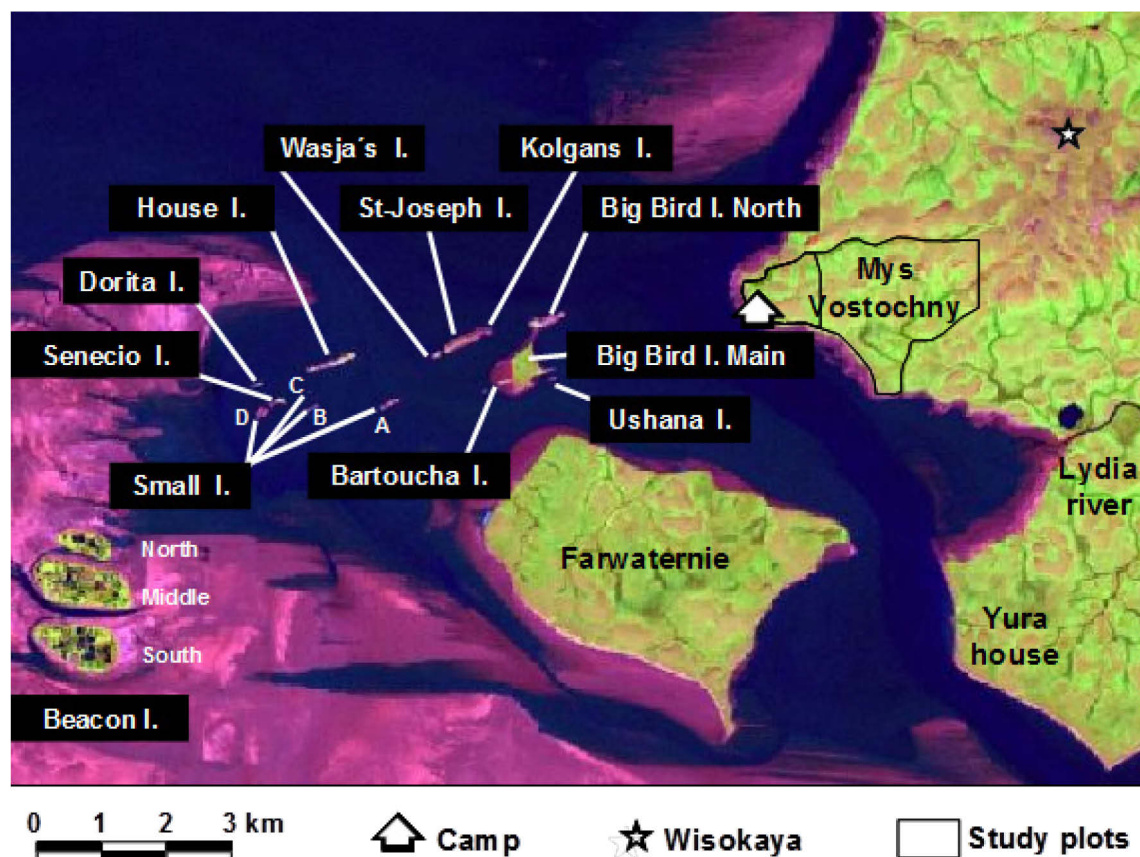 Wasja´s I.
Kolgans I.
House I.
St-Joseph I.
Big Bird I. North
Dorita I.
Mys
Vostochny
Senecio I.
Big Bird I. Main
C
D
B
A
Ushana I.
Small I.
Bartoucha I.
Lydia
river
North
Farwaternie
Middle
Yura
house
South
Beacon I.
0 1 2 3 km
Camp
Wisokaya
Study plots